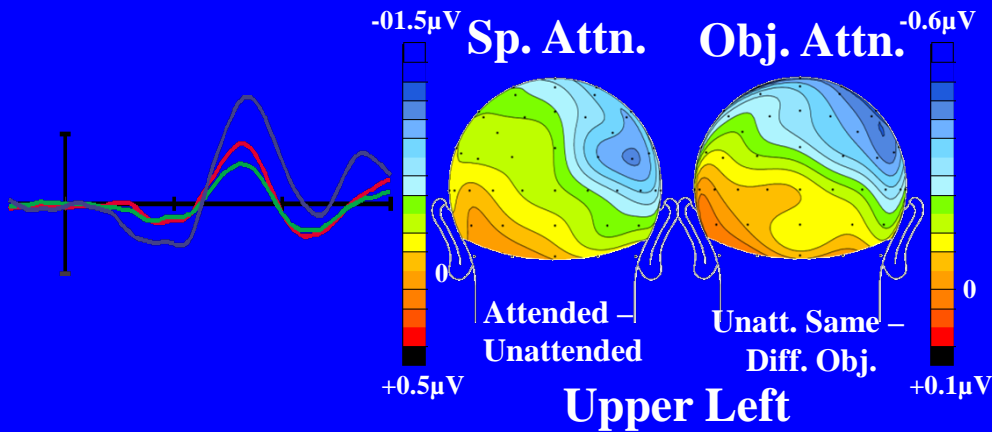 -01.5µV
Sp. Attn.
Obj. Attn.
-0.6µV
0
0
Attended –
Unattended
Unatt. Same –
Diff. Obj.
+0.5µV
+0.1µV
Upper Left